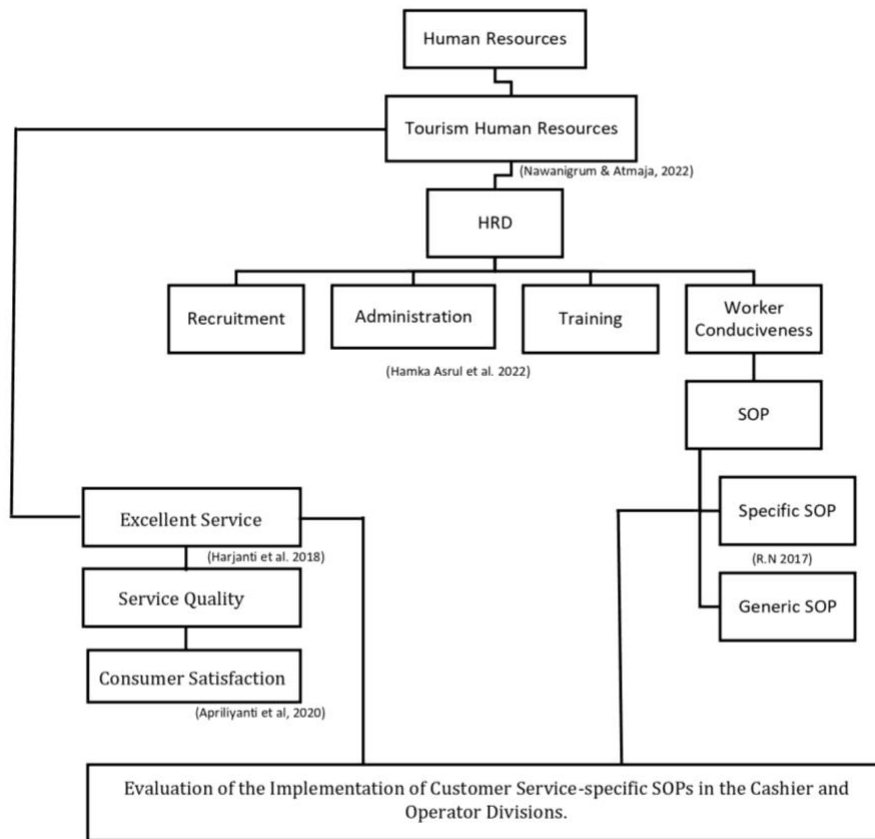 Human Resources
Tourism Human Resources
(Nawanigrum & Atmaja, 2022)
HRD
Recruitment
Administration
Training
Worker
Conduciveness
(Hamka Asrul et al. 2022)
SOP
Excellent Service
Specific SOP
(Harjanti et al. 2018)
(R.N 2017)
Service Quality
Generic SOP
Consumer Satisfaction
(Apriliyanti et al, 2020)
Evaluation of the Implementation of Customer Service-specific SOPs in the Cashier and
Operator Divisions.